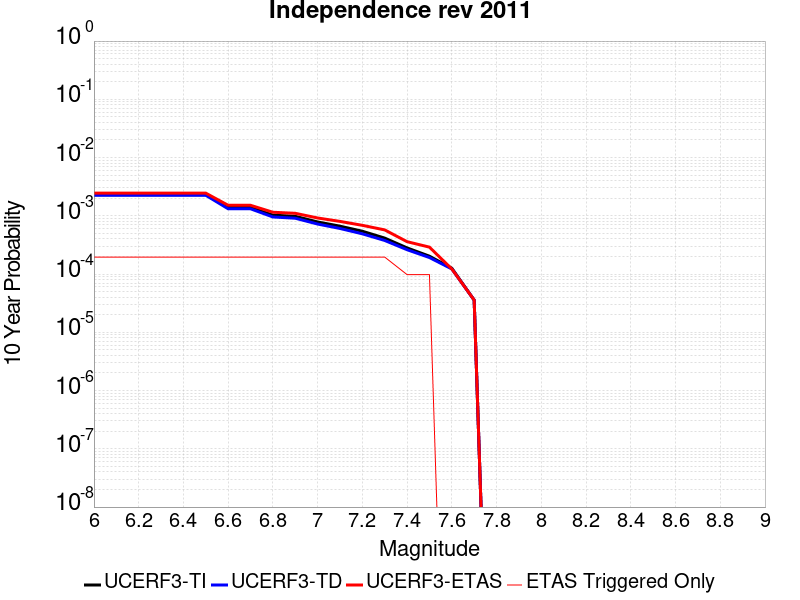 Independence rev 2011
10 Year Probability
10^0
10^-1
10^-2
10^-3
10^-4
10^-5
10^-6
10^-7
10^-8
6 6.2 6.4 6.6 6.8 7 7.2 7.4 7.6 7.8 8 8.2 8.4 8.6 8.8 9
Magnitude
UCERF3-TI UCERF3-TD UCERF3-ETAS ETAS Triggered Only